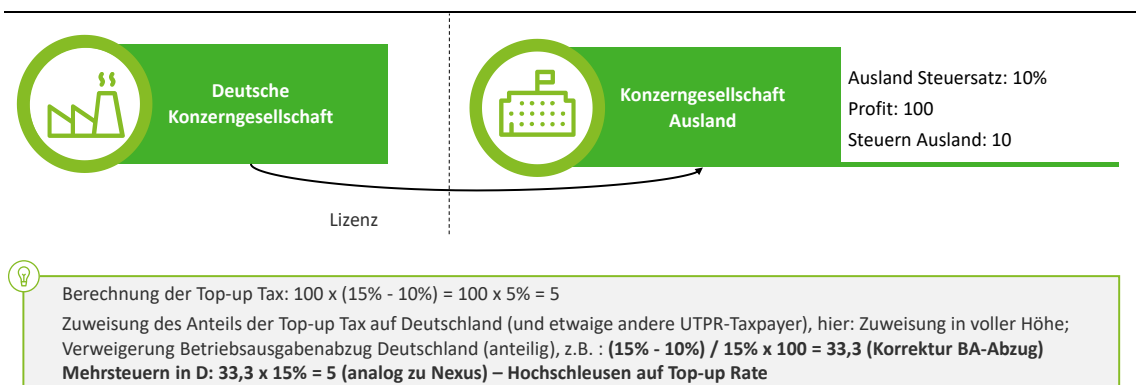 Deutsche
Konzerngesellschaft
Konzerngesellschaft
Ausland
Ausland Steuersatz: 10%
Profit: 100
Steuern Ausland: 10
Lizenz
Berechnung der Top-up Tax: 100 x (15% - 10%) = 100 x 5% = 5
Zuweisung des Anteils der Top-up Tax auf Deutschland (und etwaige andere UTPR-Taxpayer), hier: Zuweisung in voller Höhe;
Verweigerung Betriebsausgabenabzug Deutschland (anteilig), z.B. : (15% - 10%) / 15% x 100 = 33,3 (Korrektur BA-Abzug)
Mehrsteuern in D: 33,3 x 15% = 5 (analog zu Nexus) – Hochschleusen auf Top-up Rate